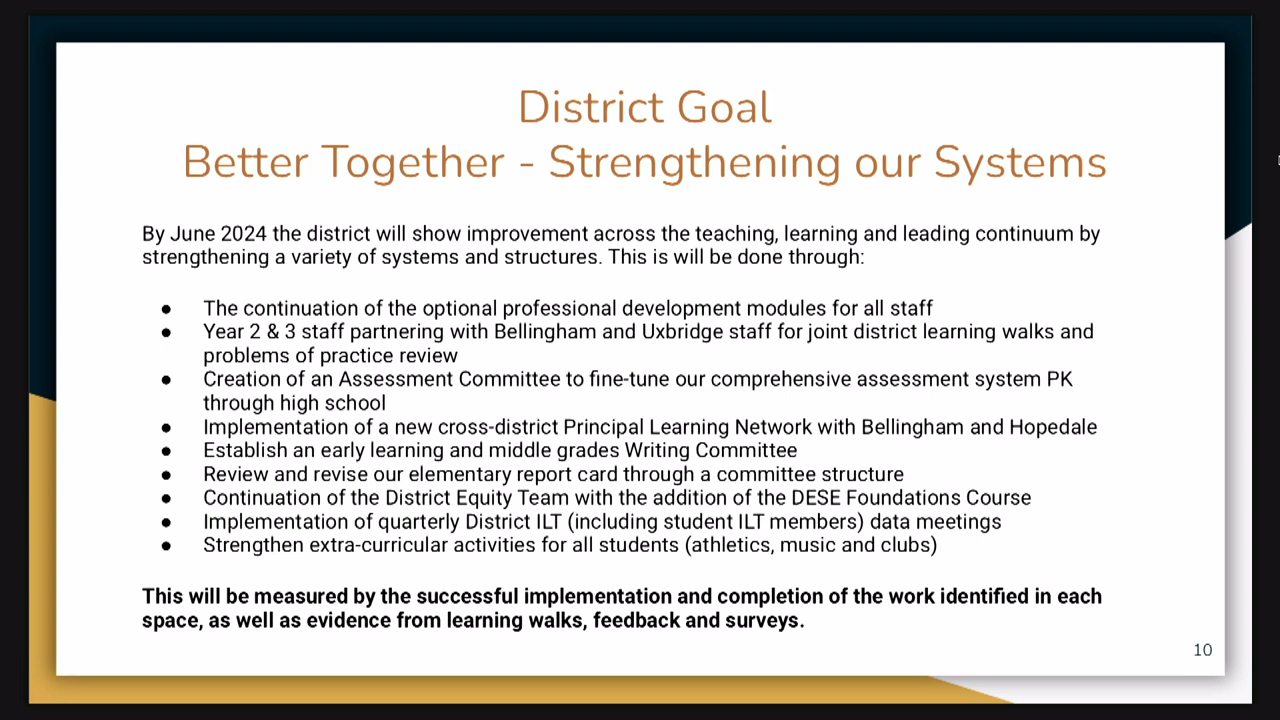 District Goal
Better Together - Strengthening our Systems
By June 2024 the district will show improvement across the teaching, learning and leading continuum by
strengthening a variety of systems and structures. This is will be done through:
● The continuation of the optional professional development modules for all staff
● Year 2 & 3 staff partnering with Bellingham and Uxbridge staff for joint district learning walks and
problems of practice review
● Creation of an Assessment Committee to fine-tune our comprehensive assessment system PK
through high school
● Implementation of a new cross-district Principal Learning Network with Bellingham and Hopedale
● Establish an early learning and middle grades Writing Committee
● Review and revise our elementary report card through a committee structure
● Continuation of the District Equity Team with the addition of the DESE Foundations Course
● Implementation of quarterly District ILT (including student ILT members) data meetings
● Strengthen extra-curricular activities for all students (athletics, music and clubs)
This will be measured by the successful implementation and completion of the work identified in each
space, as well as evidence from learning walks, feedback and surveys.
10